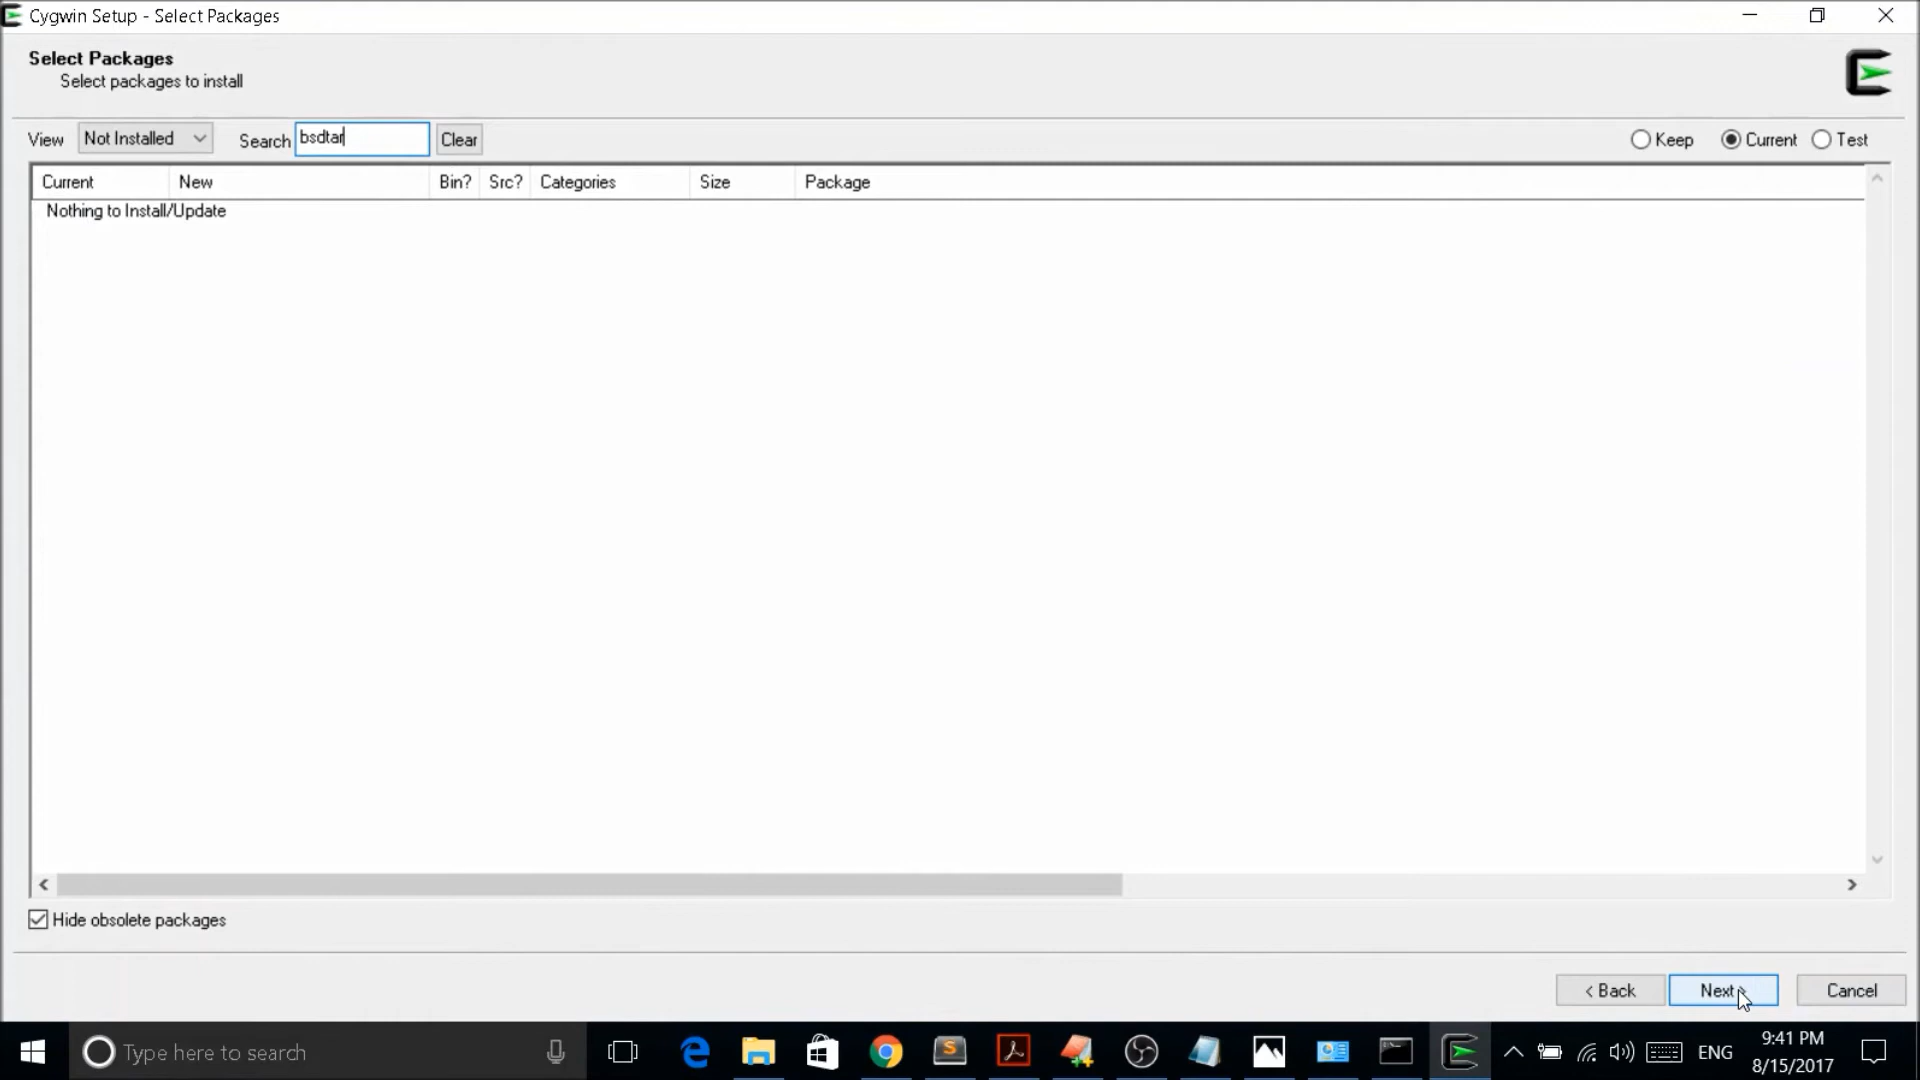 Cygwin Setup - Select Packages
Select Packages
Select packages to install
View Not Installed Search bsdtar Clear Keep Current Test
Current New Bin? Src? Categories Size Package
Nothing to Install/Update
Hide obsolete packages
< Back Next > Cancel
Type here to search ENG 9:41 PM
8/15/2017